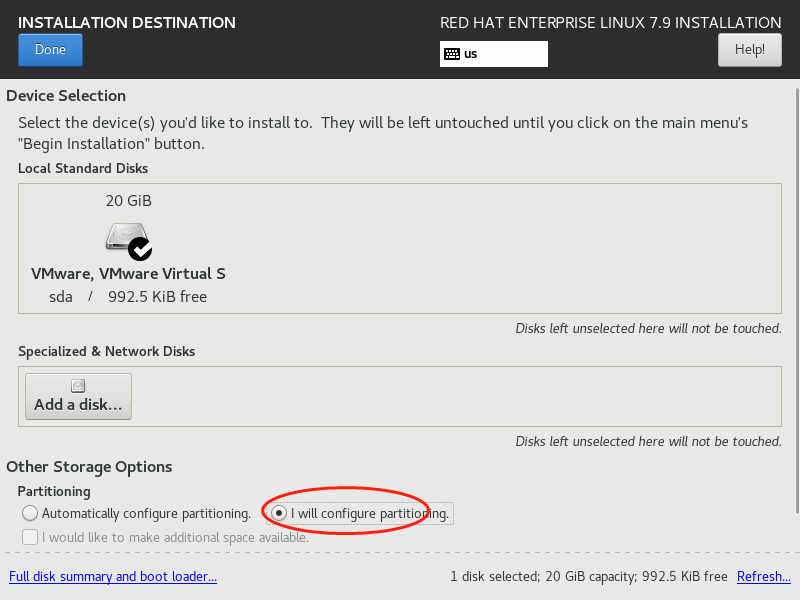 INSTALLATION DESTINATION
RED HAT ENTERPRISE LINUX 7.9 INSTALLATION
Done
us
Help!
Device Selection
Select the device(s) you'd like to install to.  They will be left untouched until you click on the main menu's
"Begin Installation" button.
Local Standard Disks
20 GiB
VMware, VMware Virtual S
sda / 992.5 KiB free
Disks left unselected here will not be touched.
Specialized & Network Disks
Add a disk...
Disks left unselected here will not be touched.
Other Storage Options
Partitioning
Automatically configure partitioning. I will configure partitioning.
I would like to make additional space available.
Full disk summary and boot loader... 1 disk selected; 20 GiB capacity; 992.5 KiB free Refresh...